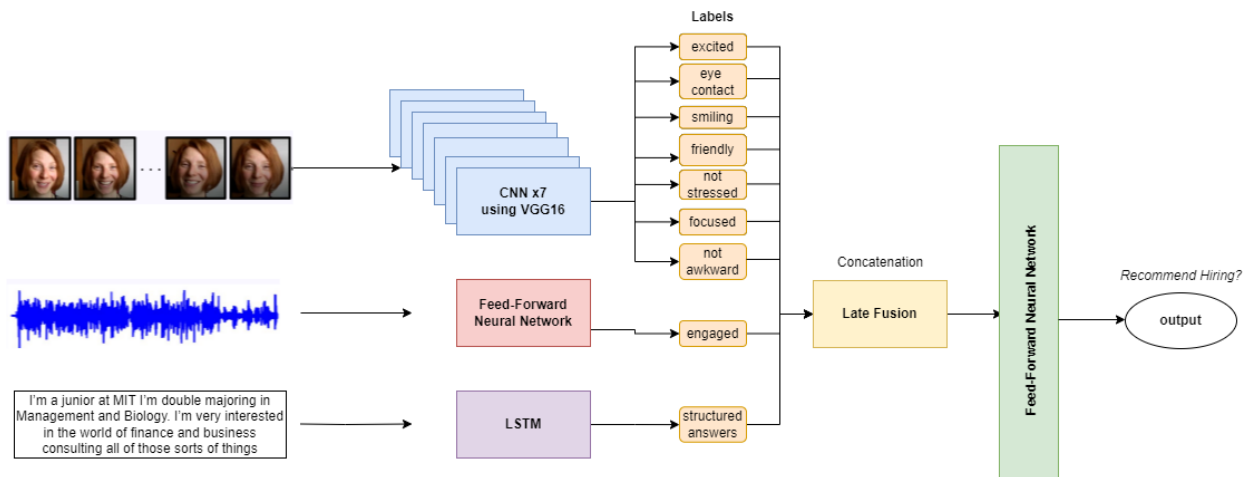 Labels
excited
eye
contact
smiling
friendly
not
stressed
focused
not
awkward
engaged
structured
answers
...
CNN x7
using VGG16
Feed-Forward
Neural Network
LSTM
I'm a junior at MIT I'm double majoring in
Management and Biology. I'm very interested
in the world of finance and business
consulting all of those sorts of things
Concatenation
Late Fusion
Feed-Forward Neural Network
Recommend Hiring?
output